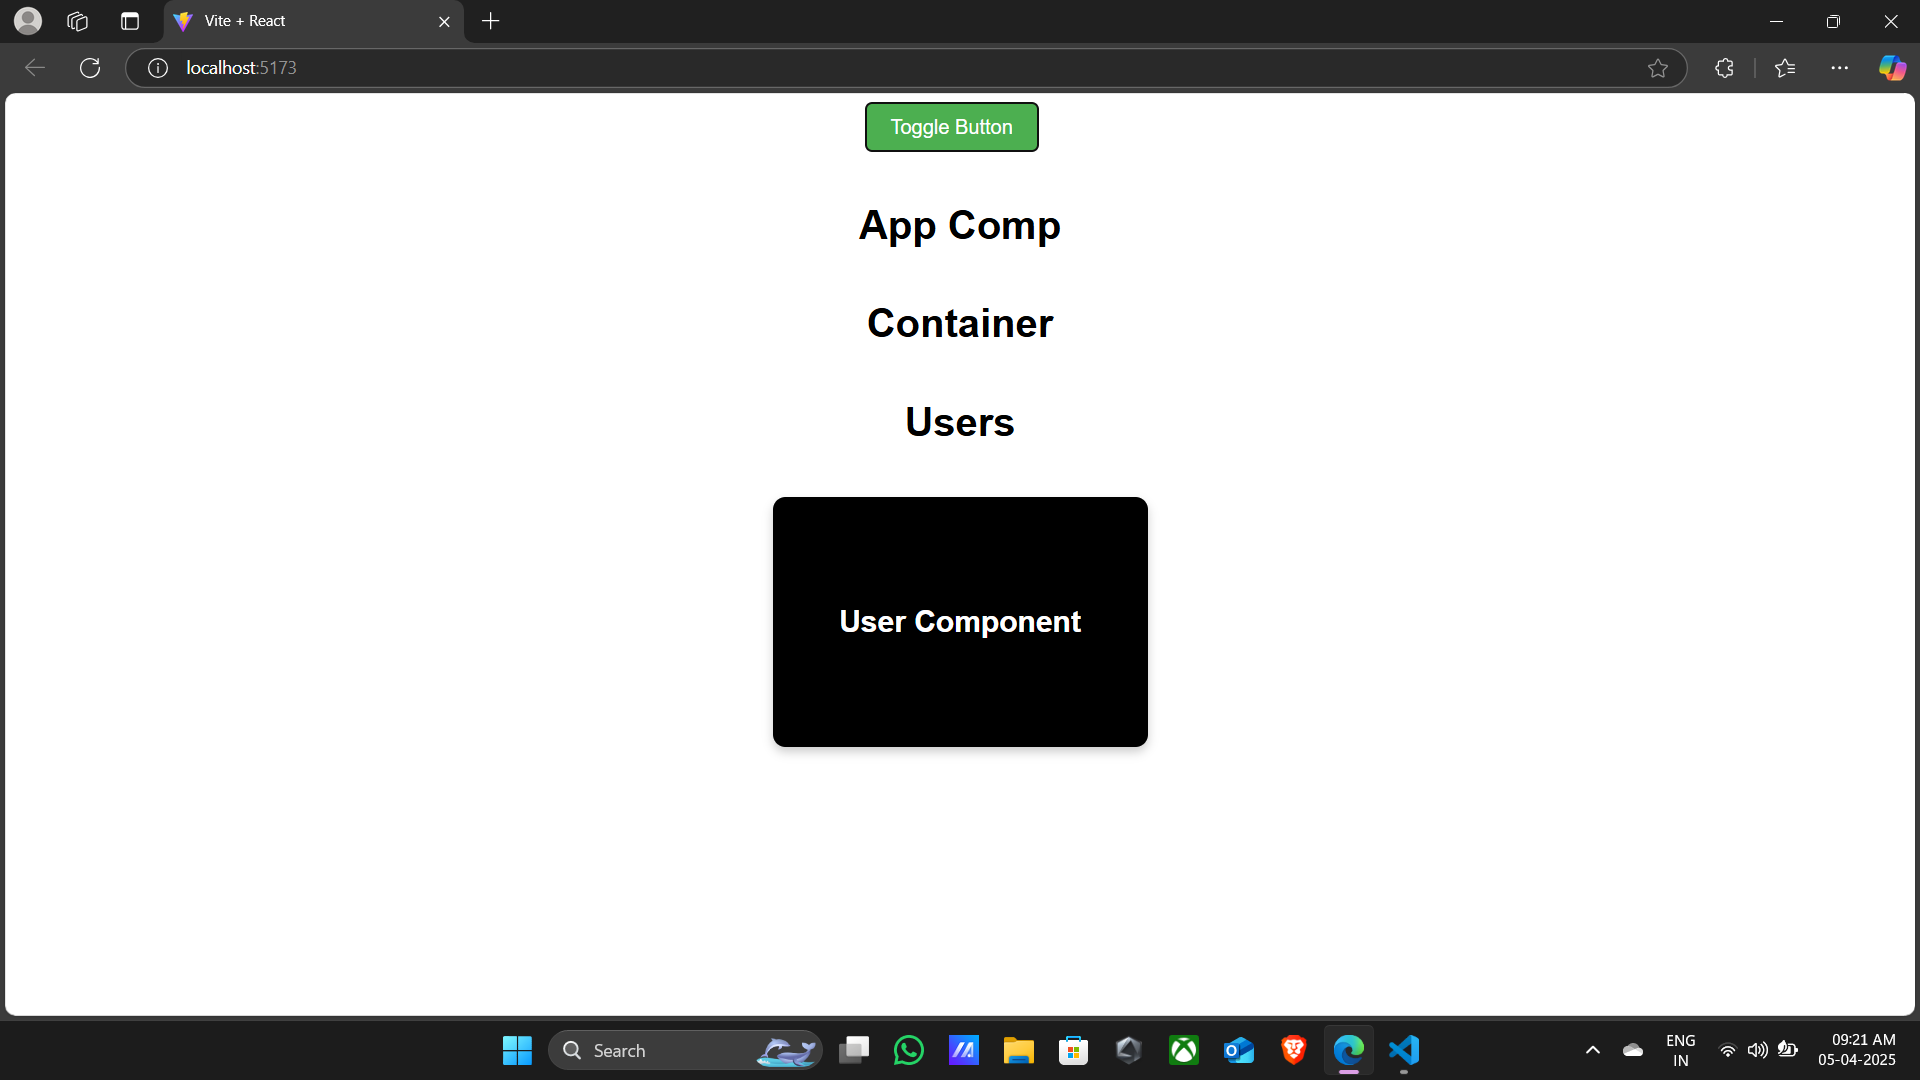 Vite + React
localhost:5173
Toggle Button
App Comp
Container
Users
User Component
Search
ENG
IN
09:21 AM
05-04-2025